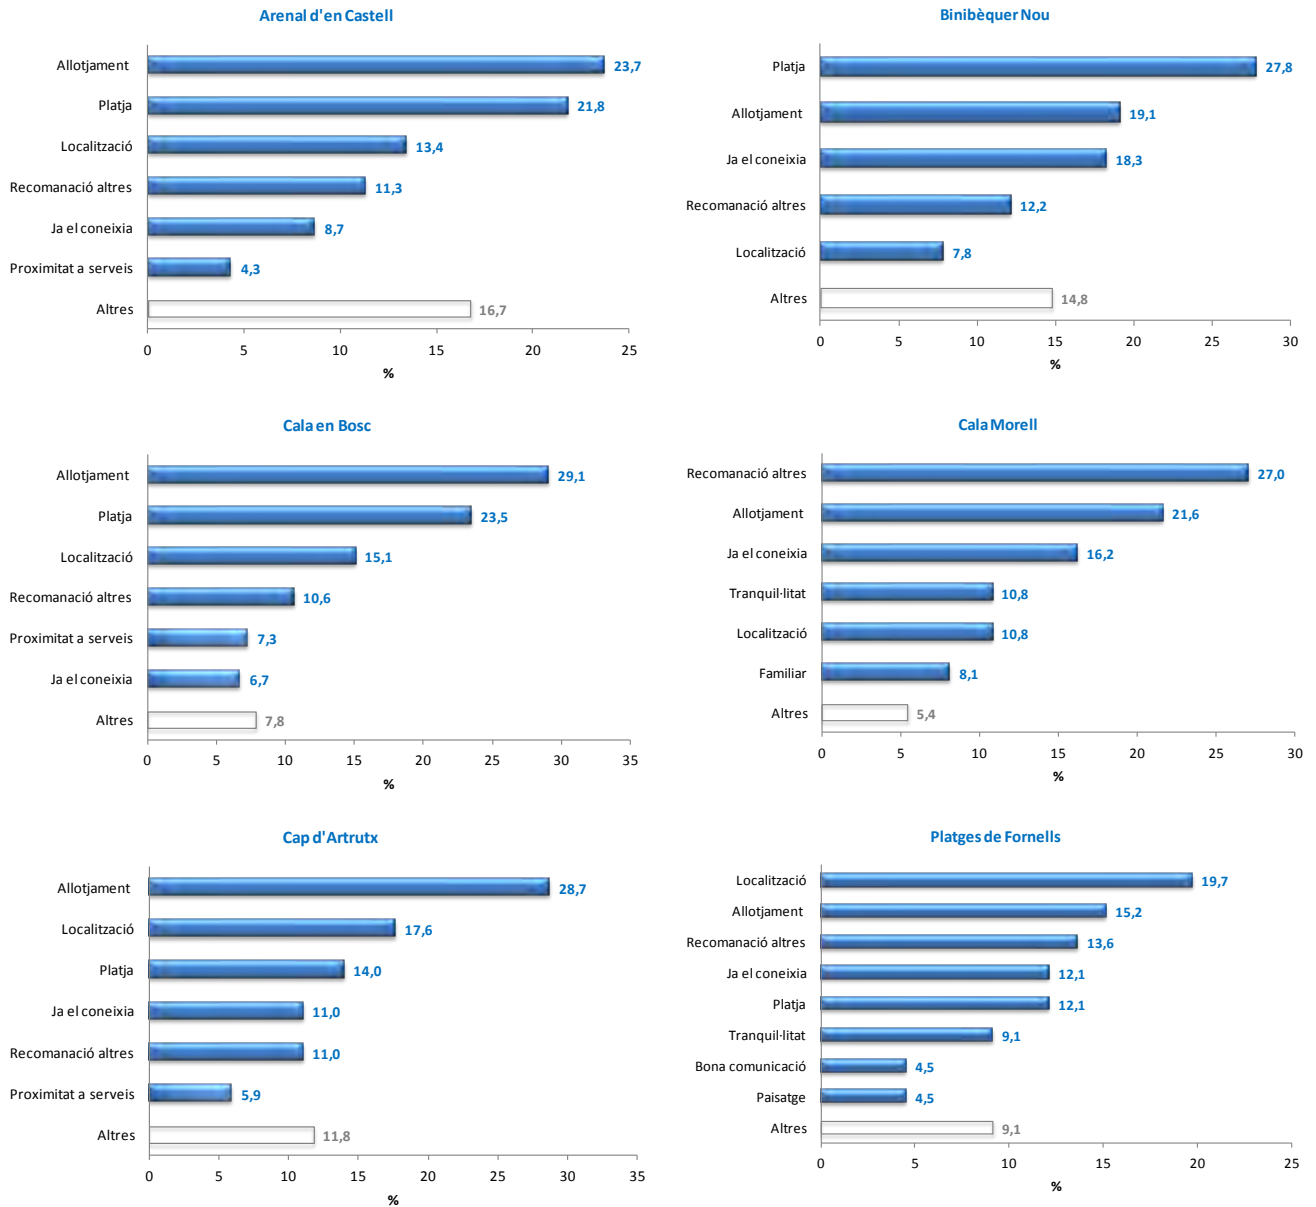 Arenal d'en Castell
Allotjament 23,7
Platja 21,8
Localització 13,4
Recomanació altres 11,3
Ja el coneixia 8,7
Proximitat a serveis 4,3
Altres 16,7
0 5 10 15 20 25
%
Binibèquer Nou
Platja 27,8
Allotjament 19,1
Ja el coneixia 18,3
Recomanació altres 12,2
Localització 7,8
Altres 14,8
0 5 10 15 20 25 30
%
Cala en Bosc
Allotjament 29,1
Platja 23,5
Localització 15,1
Recomanació altres 10,6
Proximitat a serveis 7,3
Ja el coneixia 6,7
Altres 7,8
0 5 10 15 20 25 30 35
%
Cala Morell
Recomanació altres 27,0
Allotjament 21,6
Ja el coneixia 16,2
Tranquil·litat 10,8
Localització 10,8
Familiar 8,1
Altres 5,4
0 5 10 15 20 25 30
%
Cap d'Artrutx
Allotjament 28,7
Localització 17,6
Platja 14,0
Ja el coneixia 11,0
Recomanació altres 11,0
Proximitat a serveis 5,9
Altres 11,8
0 5 10 15 20 25 30 35
%
Platges de Fornells
Localització 19,7
Allotjament 15,2
Recomanació altres 13,6
Ja el coneixia 12,1
Platja 12,1
Tranquil·litat 9,1
Bona comunicació 4,5
Paisatge 4,5
Altres 9,1
0 5 10 15 20 25
%